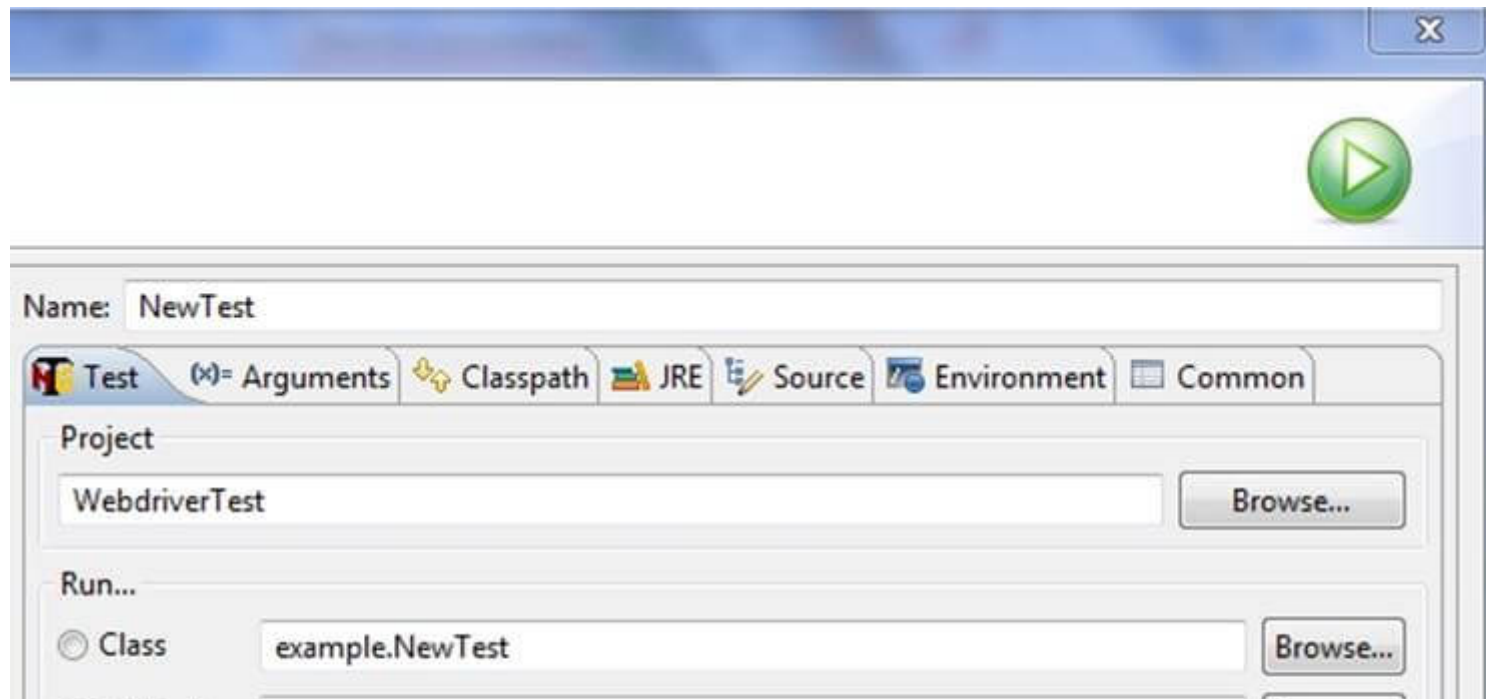 Name: NewTest
Test (x)= Arguments Classpath JRE Source Environment Common
Project
WebdriverTest Browse...
Run...
Class example.NewTest Browse...